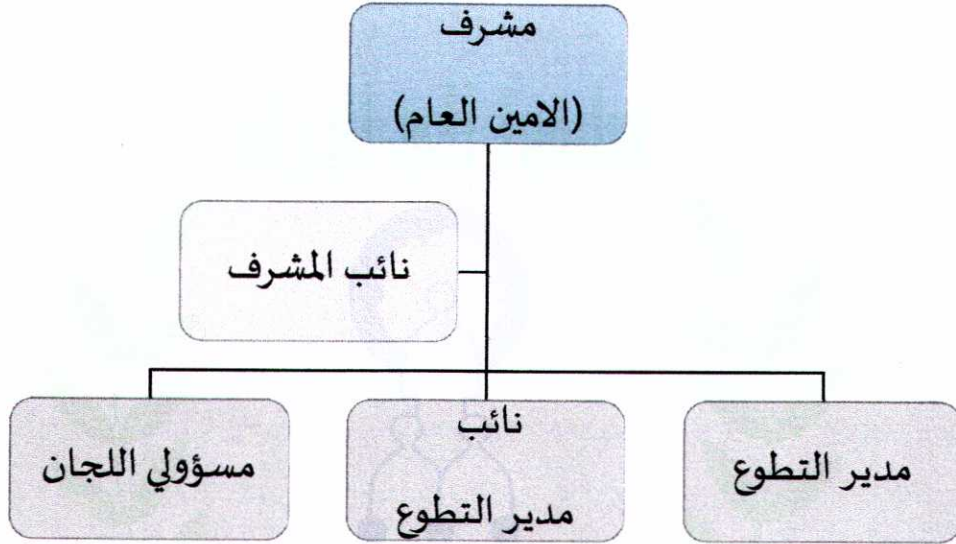 مشرف
(الامين العام)
نائب المشرف
مدير التطوع
نائب
مدير التطوع
مسؤولي اللجان